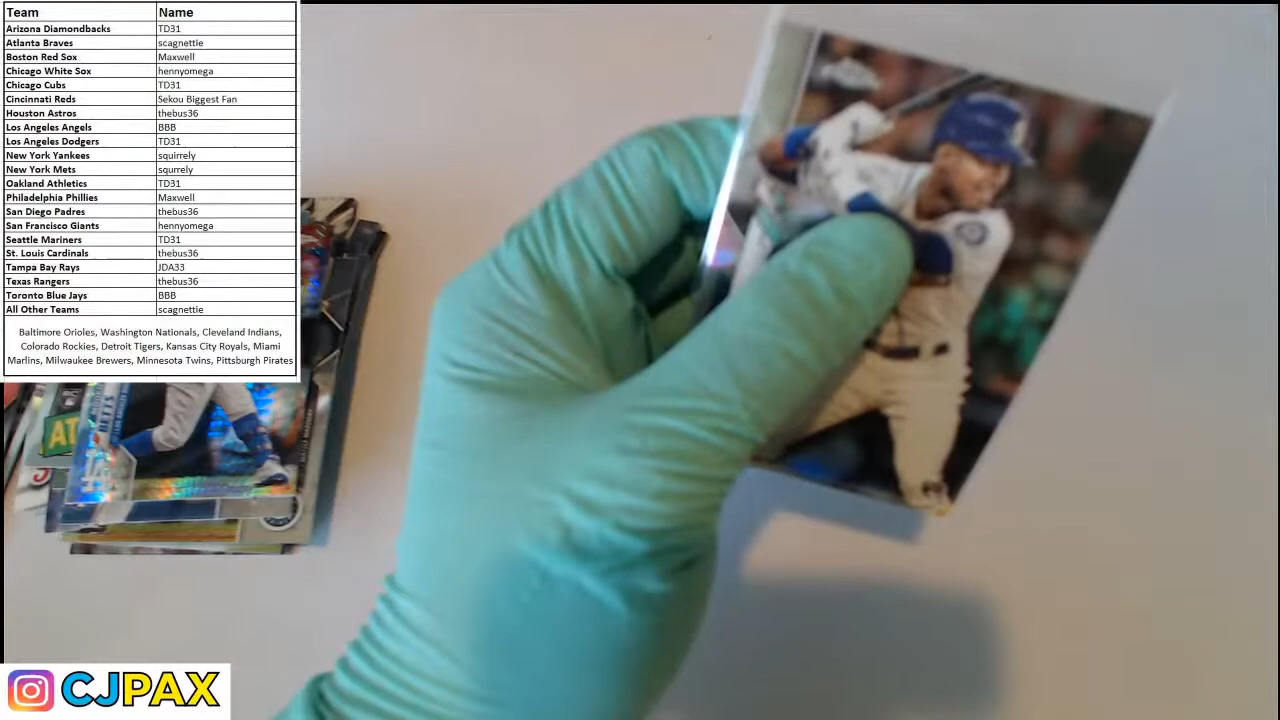 Team Name
Arizona Diamondbacks TD31
Atlanta Braves scagnettie
Boston Red Sox Maxwell
Chicago White Sox hennyomega
Chicago Cubs TD31
Cincinnati Reds Sekou Biggest Fan
Houston Astros thebus36
Los Angeles Angels BBB
Los Angeles Dodgers TD31
New York Yankees squirrely
New York Mets squrrely
Oakland Athletics TD31
Philadelphia Phillies Maxwell
San Diego Padres thebus36
San Francisco Giants hennyomega
Seattle Mariners TD31
St. Louis Cardinals thebus36
Tampa Bay Rays JDA33
Texas Rangers thebus36
Toronto Blue Jays BBB
All Other Teams scagnettie
Baltimore Orioles, Washington Nationals, Cleveland Indians,
Colorado Rockies, Detroit Tigers, Kansas City Royals, Miami
Marlins, Milwaukee Brewers, Minnesota Twins, Pittsburgh Pirates
BETTS
AT
CJPAX